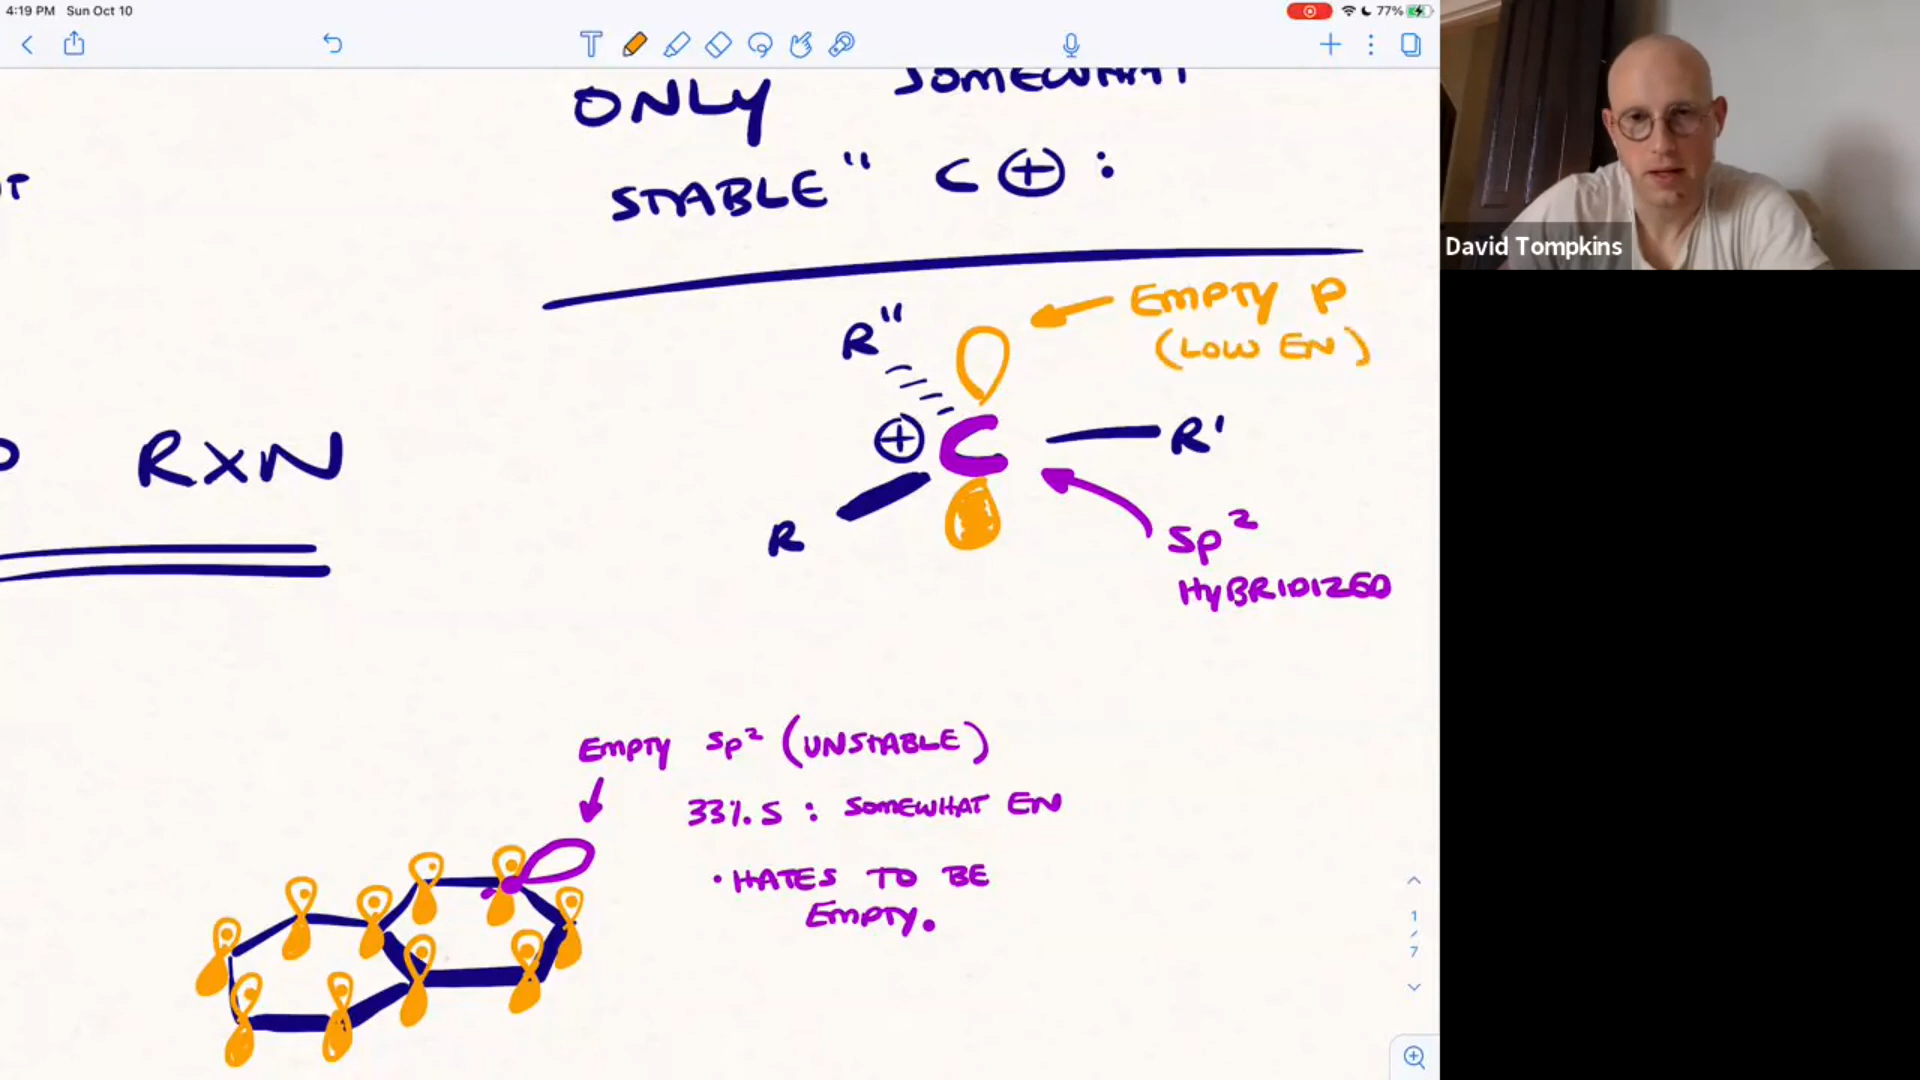 4:19 PM Sun Oct 10
77%
T
David Tompkins
ONLY SOMEWHAT
STABLE" C⊕:
R"
EMPTY P
(LOW EN)
⊕ C R'
R
Sp²
HYBRIDIZED
RXN
EMPTY Sp² (UNSTABLE)
33% S : SOMEWHAT EN
• HATES TO BE
EMPTY.
1
/
7